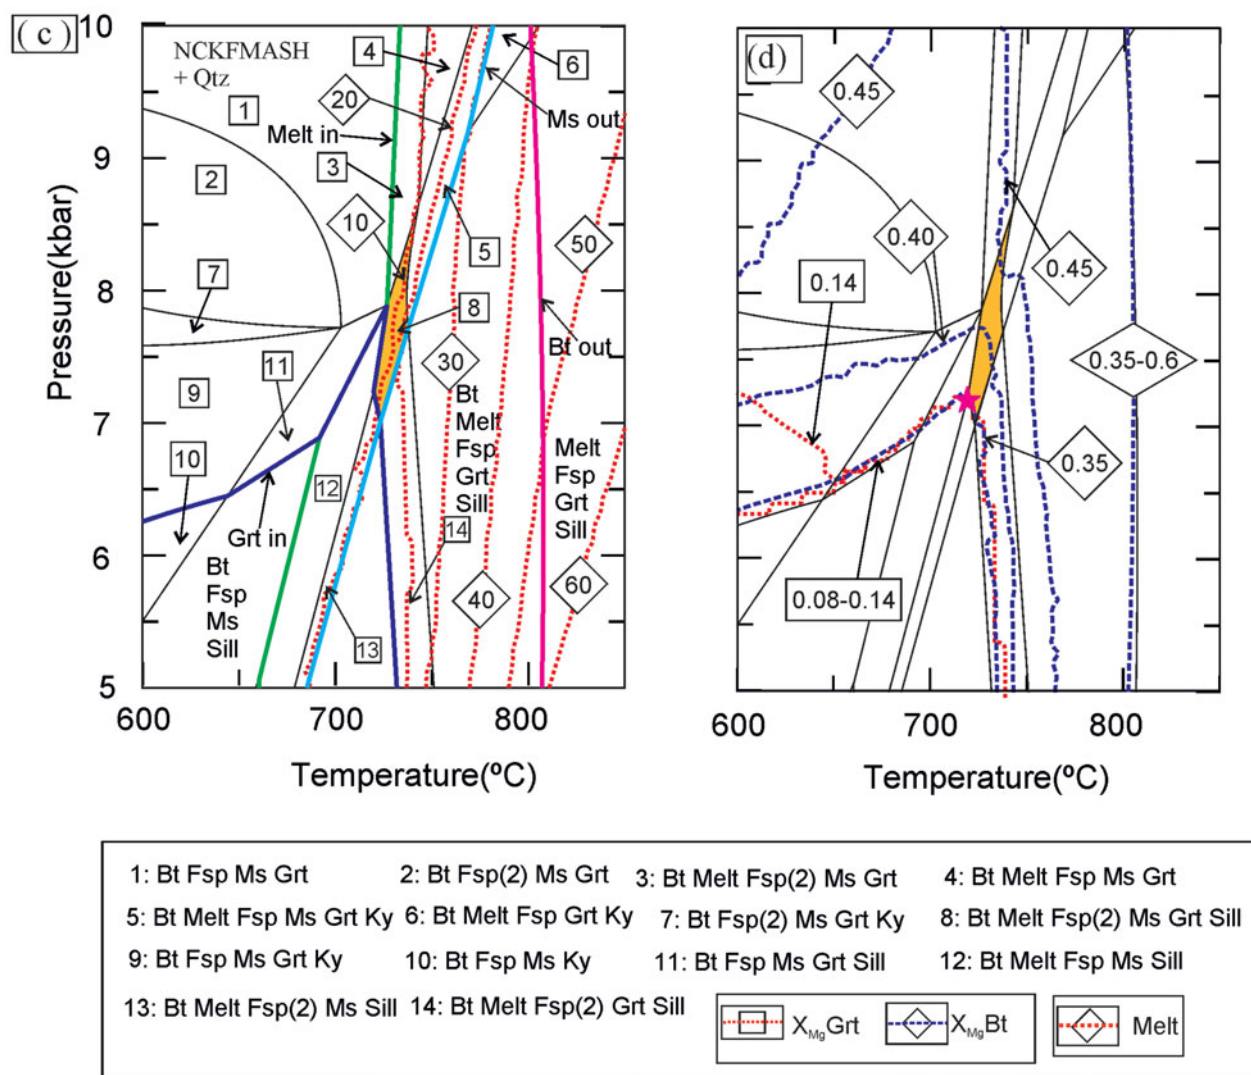 (c)
NCKFMASH
+ Qtz
1
2
3
4
5
6
7
8
9
10
11
12
13
14
10
20
30
40
50
60
Melt in
Ms out
Bt out
Grt in
Bt
Fsp
Ms
Sill
Bt
Melt
Fsp
Grt
Sill
Melt
Fsp
Grt
Sill
10
9
8
7
6
5
Pressure(kbar)
600
700
800
Temperature(ºC)
(d)
0.45
0.40
0.14
0.45
0.35-0.6
0.35
0.08-0.14
600
700
800
Temperature(ºC)
1: Bt Fsp Ms Grt 2: Bt Fsp(2) Ms Grt 3: Bt Melt Fsp(2) Ms Grt 4: Bt Melt Fsp Ms Grt
5: Bt Melt Fsp Ms Grt Ky 6: Bt Melt Fsp Grt Ky 7: Bt Fsp(2) Ms Grt Ky 8: Bt Melt Fsp(2) Ms Grt Sill
9: Bt Fsp Ms Grt Ky 10: Bt Fsp Ms Ky 11: Bt Fsp Ms Grt Sill 12: Bt Melt Fsp Ms Sill
13: Bt Melt Fsp(2) Ms Sill 14: Bt Melt Fsp(2) Grt Sill
XMgGrt XMgBt Melt